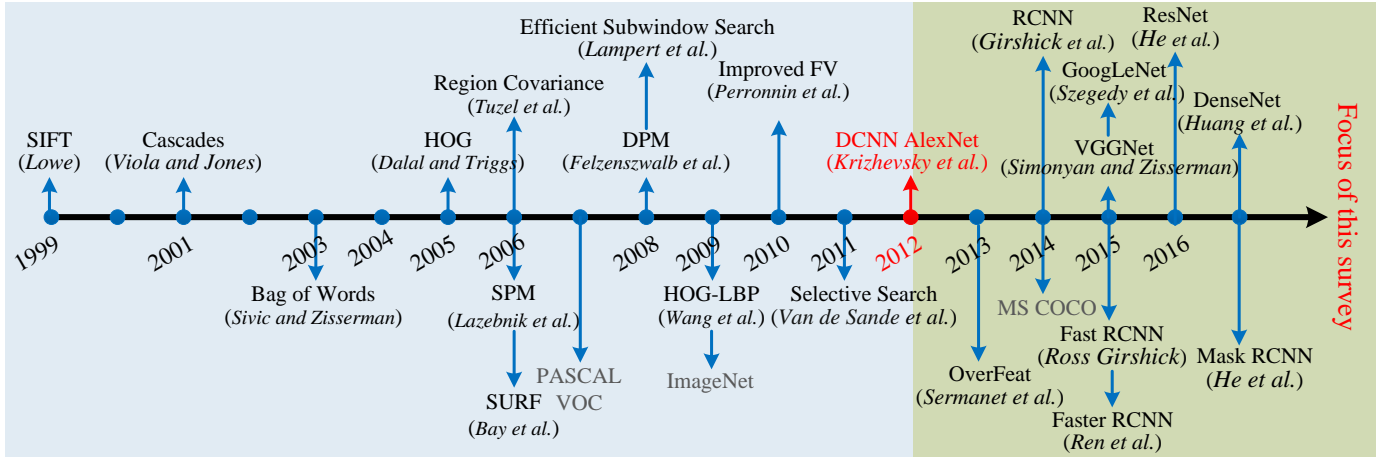 Efficient Subwindow Search
(Lampert et al.)
RCNN
(Girshick et al.)
ResNet
(He et al.)
Region Covariance
(Tuzel et al.)
Improved FV
(Perronnin et al.)
GoogLeNet
(Szegedy et al.)
DenseNet
(Huang et al.)
SIFT
(Lowe)
Cascades
(Viola and Jones)
HOG
(Dalal and Triggs)
DPM
(Felzenszwalb et al.)
DCNN AlexNet
(Krizhevsky et al.)
VGGNet
(Simonyan and Zisserman)
1999
2001
2003
2004
2005
2006
2008
2009
2010
2011
2012
2013
2014
2015
2016
Bag of Words
(Sivic and Zisserman)
SPM
(Lazebnik et al.)
HOG-LBP
(Wang et al.)
Selective Search
(Van de Sande et al.)
MS COCO
Fast RCNN
(Ross Girshick)
Mask RCNN
(He et al.)
PASCAL
VOC
ImageNet
OverFeat
(Sermanet et al.)
SURF
(Bay et al.)
Faster RCNN
(Ren et al.)
Focus of this survey